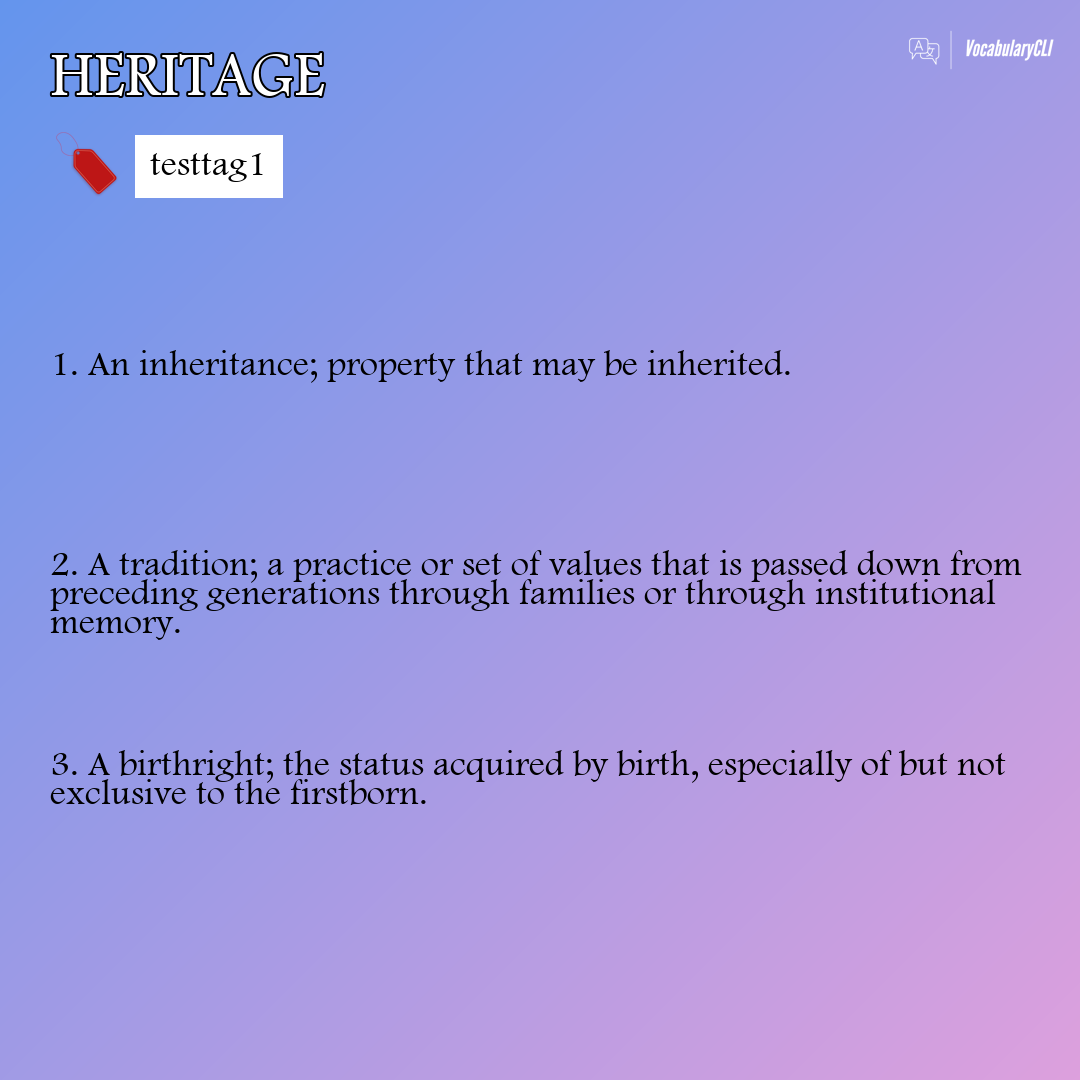 HERITAGE
VocabularyCLI
testtag1
1. An inheritance; property that may be inherited.
2. A tradition; a practice or set of values that is passed down from
preceding generations through families or through institutional
memory.
3. A birthright; the status acquired by birth, especially of but not
exclusive to the firstborn.